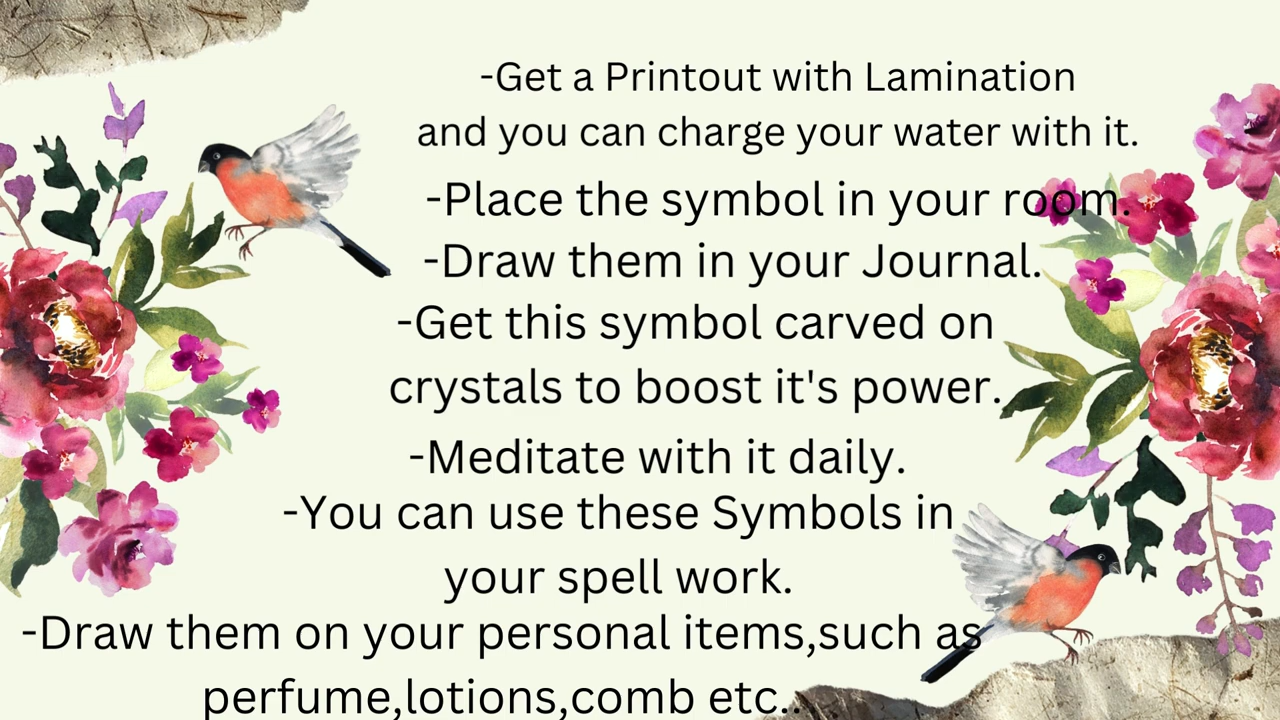 -Get a Printout with Lamination
and you can charge your water with it.
-Place the symbol in your room.
-Draw them in your Journal.
-Get this symbol carved on
crystals to boost it's power.
-Meditate with it daily.
-You can use these Symbols in
your spell work.
-Draw them on your personal items,such as
perfume,lotions,comb etc..